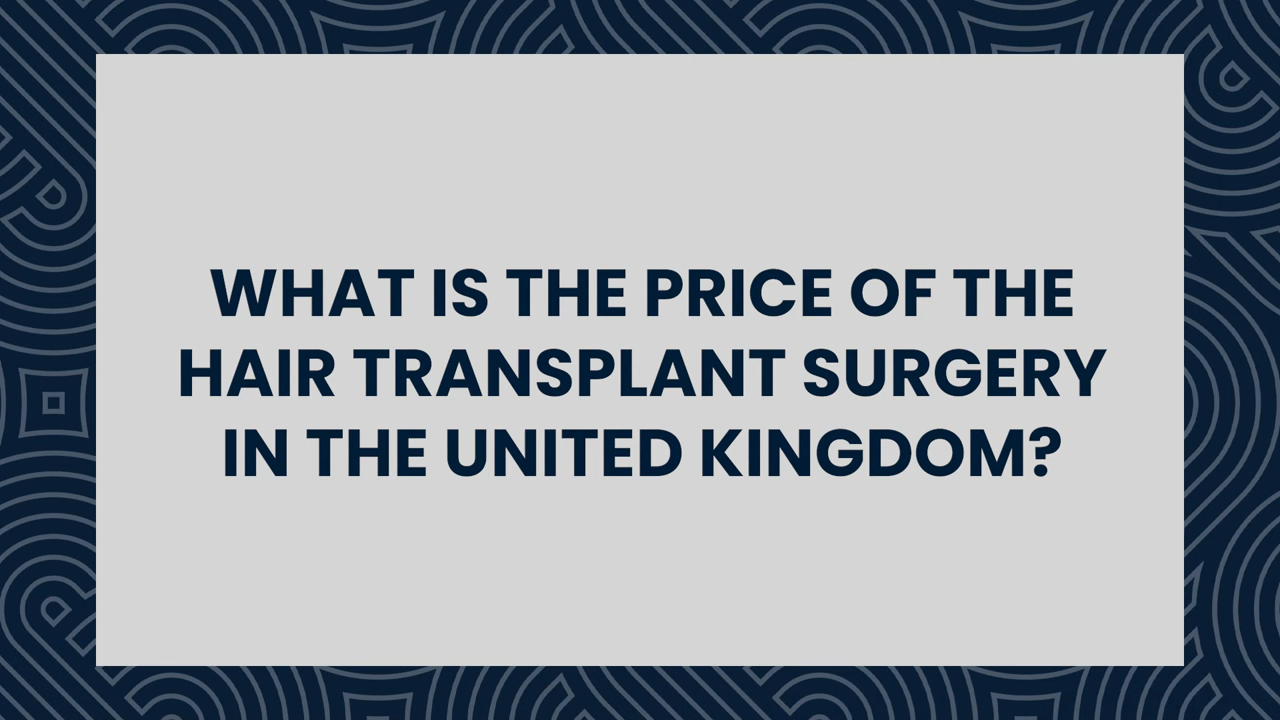 WHAT IS THE PRICE OF THE
HAIR TRANSPLANT SURGERY
IN THE UNITED KINGDOM?